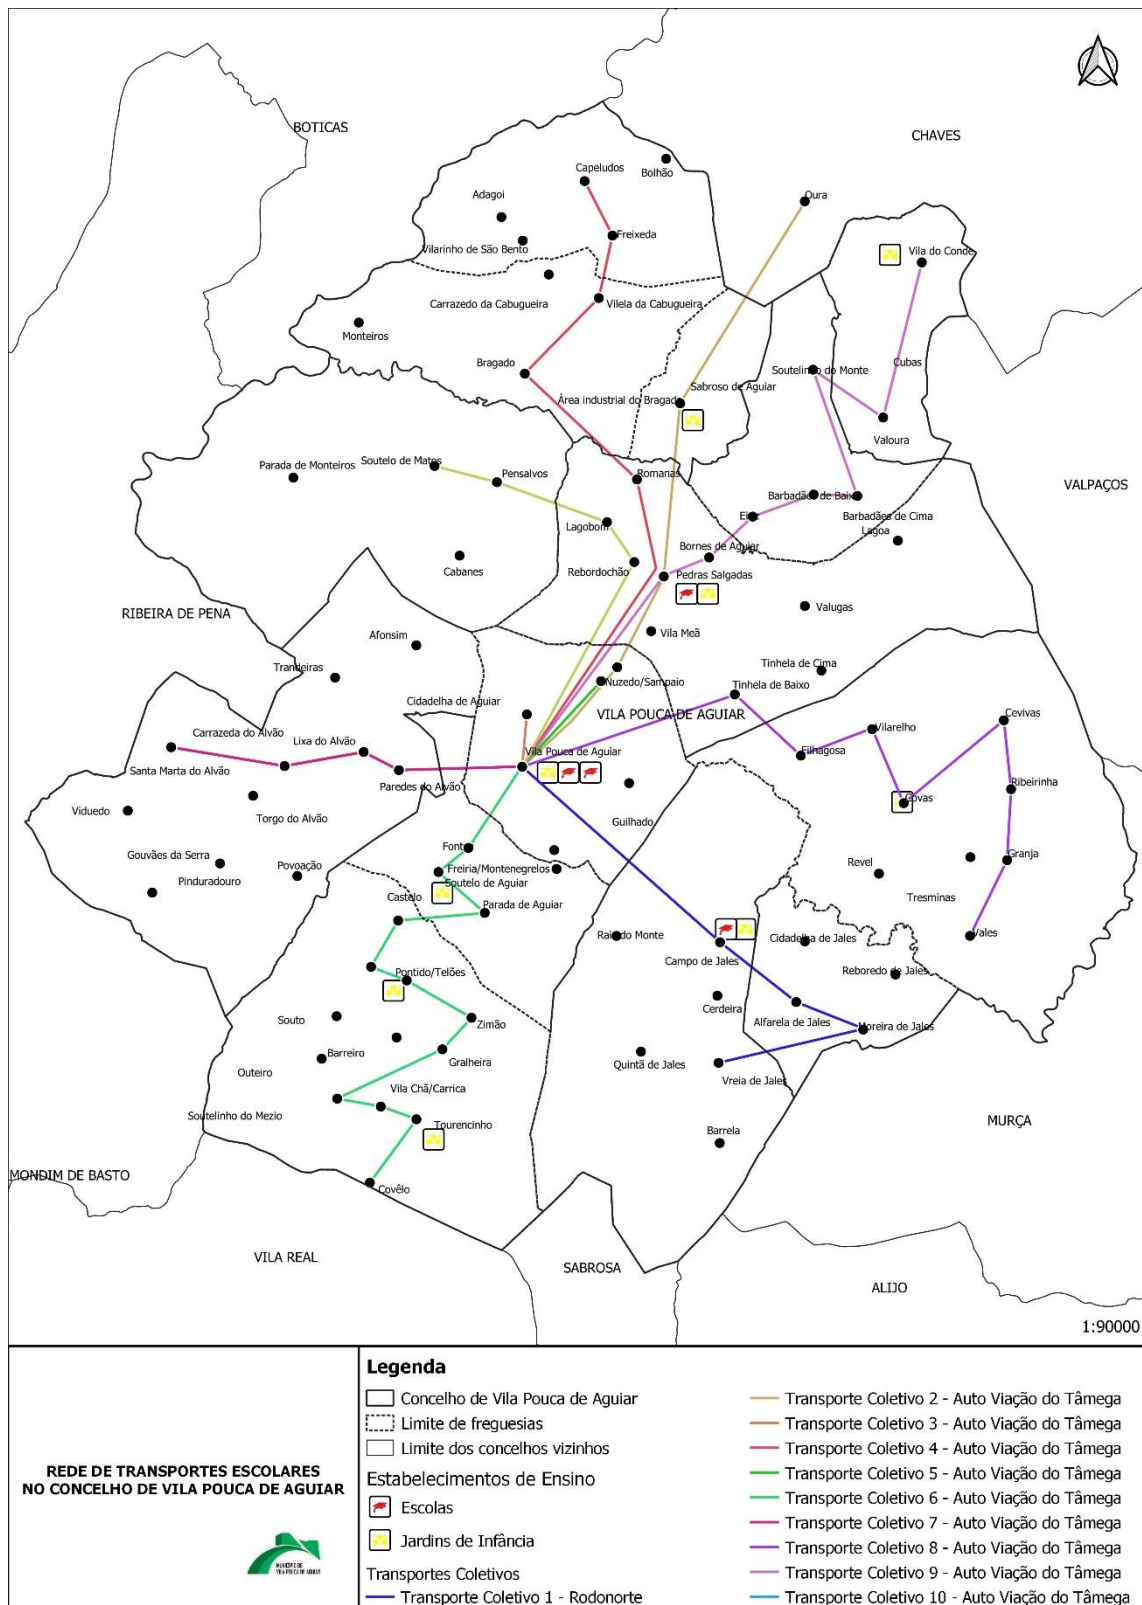 BOTICAS
CHAVES
Bolhão
Capeludos
Adagoi
Oura
Freixeda
Vilarinho de São Bento
Vila do Conde
Carrazedo da Cabugueira
Vilela da Cabugueira
Monteiros
Bragado
Cubas
Soutelinho do Monte
Sabroso de Aguiar
Área industrial do Bragado
Valoura
Soutelo de Matos
Parada de Monteiros
Pensalvos
Romanas
VALPAÇOS
Barbadães de Baixo
Barbadães de Cima
Lagobom
Lagoa
Bornes de Aguiar
Cabanes
Rebordochão
Pedras Salgadas
RIBEIRA DE PENA
Valugas
Afonsim
Vila Meã
Trandeiras
Tinhela de Cima
Nuzedo/Sampaio
Tinhela de Baixo
Cidadelha de Aguiar
VILA POUCA DE AGUIAR
Cevivas
Carrazeda do Alvão
Vilarelho
Lixa do Alvão
Vila Pouca de Aguiar
Filhagosa
Santa Marta do Alvão
Paredes do Alvão
Ribeirinha
Covas
Viduedo
Torgo do Alvão
Guilhado
Fontes
Gouvães da Serra
Povoação
Freiria/Montenegrelos
Revel
Granja
Pinduradouro
Soutelo de Aguiar
Tresminas
Castelo
Parada de Aguiar
Raiz do Monte
Cidadelha de Jales
Vales
Campo de Jales
Pontido/Telões
Reboredo de Jales
Cerdeira
Souto
Zimão
Alfarela de Jales
Moreira de Jales
Barreiro
Gralheira
Quintã de Jales
Outeiro
Vreia de Jales
Vila Chã/Carrica
Soutelinho do Mezio
Tourencinho
MURÇA
Barrela
MONDIM DE BASTO
Covêlo
VILA REAL
SABROSA
ALIJO
1:90000
REDE DE TRANSPORTES ESCOLARES
NO CONCELHO DE VILA POUCA DE AGUIAR
MUNICÍPIO DE
VILA POUCA DE AGUIAR
Legenda
Concelho de Vila Pouca de Aguiar
Limite de freguesias
Limite dos concelhos vizinhos
Estabelecimentos de Ensino
Escolas
Jardins de Infância
Transportes Coletivos
Transporte Coletivo 1 - Rodonorte
Transporte Coletivo 2 - Auto Viação do Tâmega
Transporte Coletivo 3 - Auto Viação do Tâmega
Transporte Coletivo 4 - Auto Viação do Tâmega
Transporte Coletivo 5 - Auto Viação do Tâmega
Transporte Coletivo 6 - Auto Viação do Tâmega
Transporte Coletivo 7 - Auto Viação do Tâmega
Transporte Coletivo 8 - Auto Viação do Tâmega
Transporte Coletivo 9 - Auto Viação do Tâmega
Transporte Coletivo 10 - Auto Viação do Tâmega